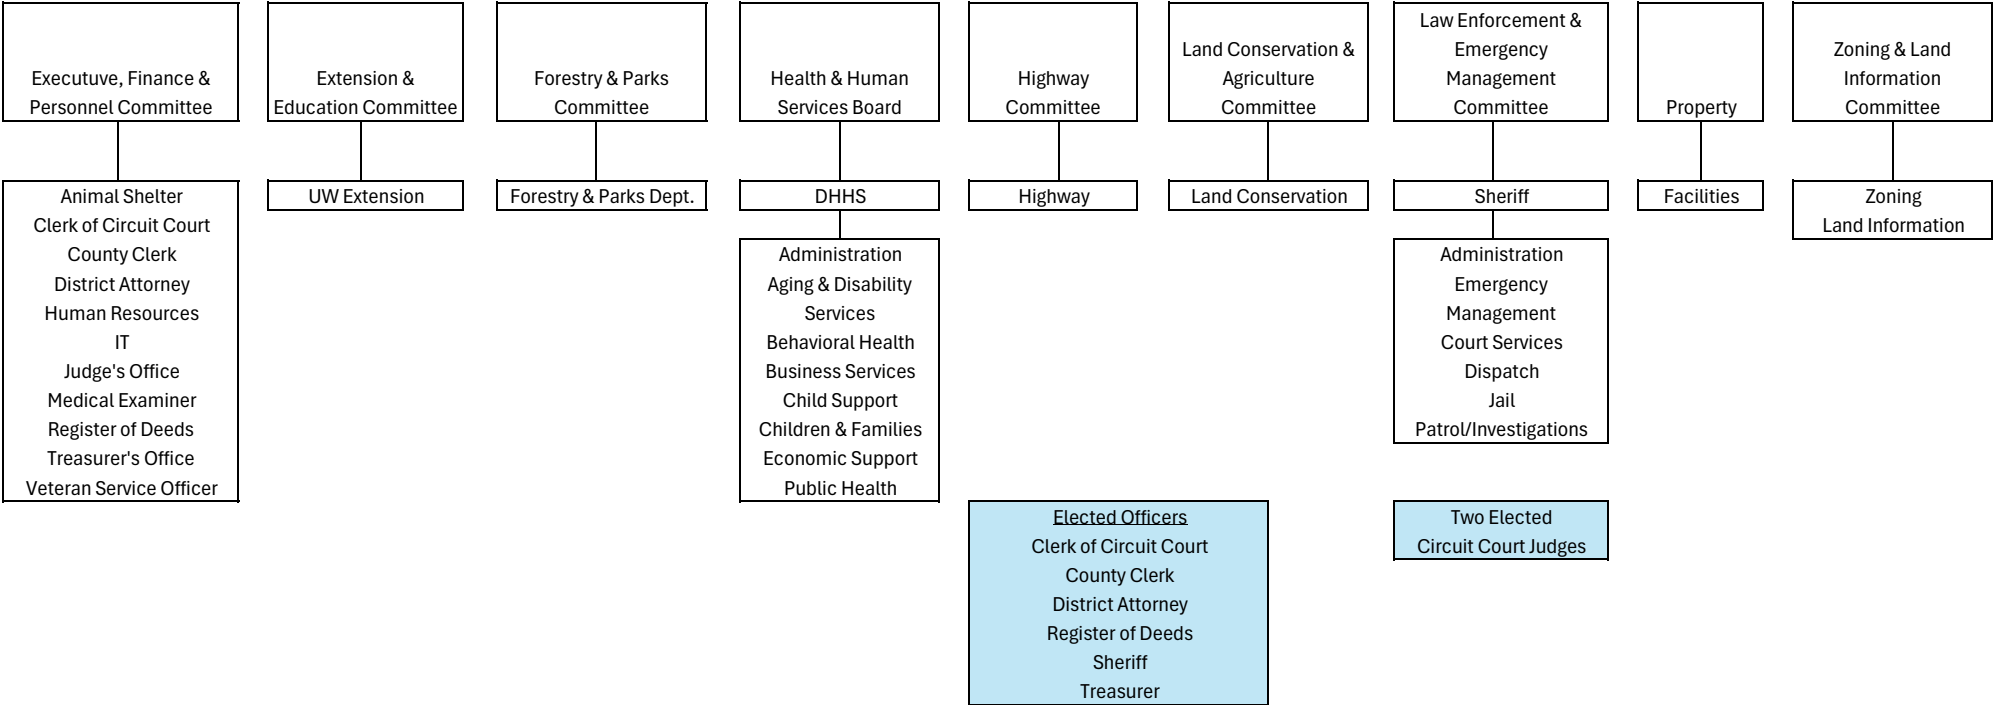 Executuve, Finance &
Personnel Committee
Extension &
Education Committee
Forestry & Parks
Committee
Health & Human
Services Board
Highway
Committee
Land Conservation &
Agriculture
Committee
Law Enforcement &
Emergency
Management
Committee
Property
Zoning & Land
Information
Committee
Animal Shelter
Clerk of Circuit Court
County Clerk
District Attorney
Human Resources
IT
Judge's Office
Medical Examiner
Register of Deeds
Treasurer's Office
Veteran Service Officer
UW Extension
Forestry & Parks Dept.
DHHS
Administration
Aging & Disability
Services
Behavioral Health
Business Services
Child Support
Children & Families
Economic Support
Public Health
Highway
Land Conservation
Sheriff
Administration
Emergency
Management
Court Services
Dispatch
Jail
Patrol/Investigations
Facilities
Zoning
Land Information
Elected Officers
Clerk of Circuit Court
County Clerk
District Attorney
Register of Deeds
Sheriff
Treasurer
Two Elected
Circuit Court Judges